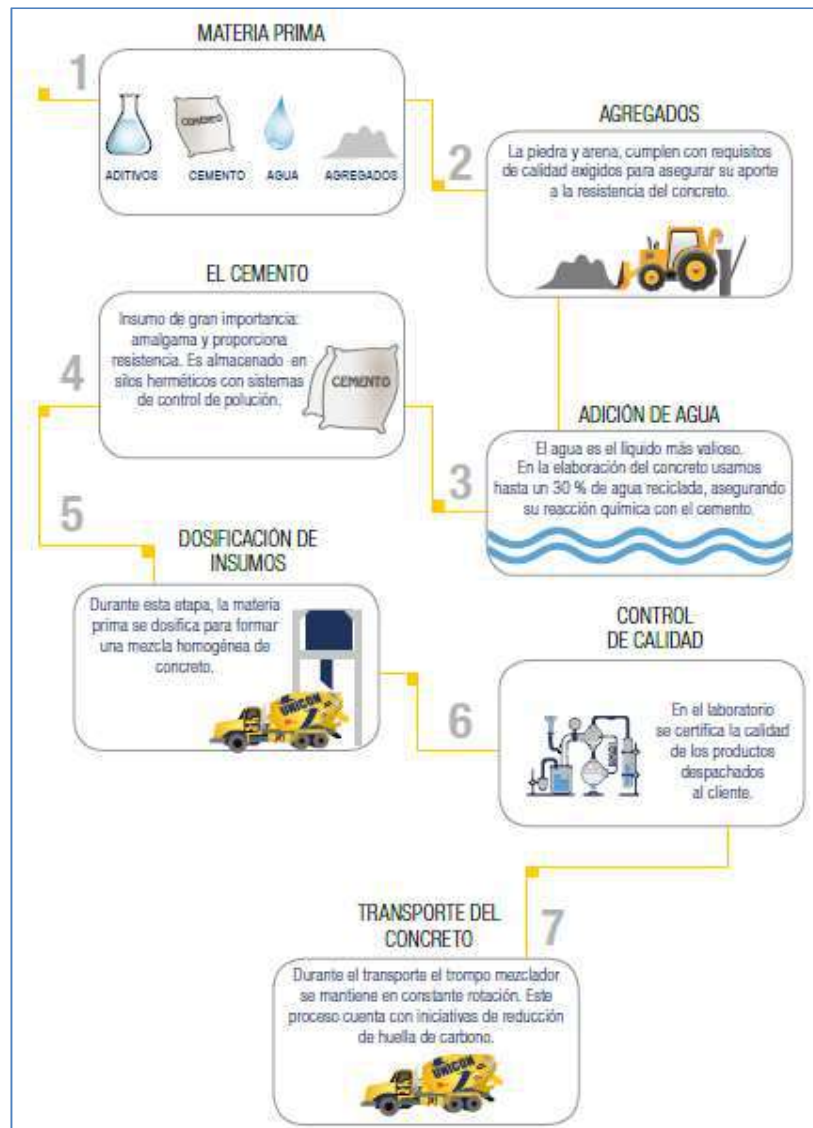 MATERIA PRIMA
1
CEMENTO
ADITIVOS
CEMENTO
AGUA
AGREGADOS
AGREGADOS
2
La piedra y arena, cumplen con requisitos
de calidad exigidos para asegurar su aporte
a la resistencia del concreto.
ADICIÓN DE AGUA
3
El agua es el líquido más valioso.
En la elaboración del concreto usamos
hasta un 30 % de agua reciclada, asegurando
su reacción química con el cemento.
EL CEMENTO
4
Insumo de gran importancia:
amalgama y proporciona
resistencia. Es almacenado en
silos herméticos con sistemas
de control de polución.
CEMENTO
5
DOSIFICACIÓN DE
INSUMOS
Durante esta etapa, la materia
prima se dosifica para formar
una mezcla homogénea de
concreto.
UNICON
CONTROL
DE CALIDAD
6
En el laboratorio
se certifica la calidad
de los productos
despachados
al cliente.
TRANSPORTE DEL
CONCRETO
7
Durante el transporte el trompo mezclador
se mantiene en constante rotación. Este
proceso cuenta con iniciativas de reducción
de huella de carbono.
UNICON